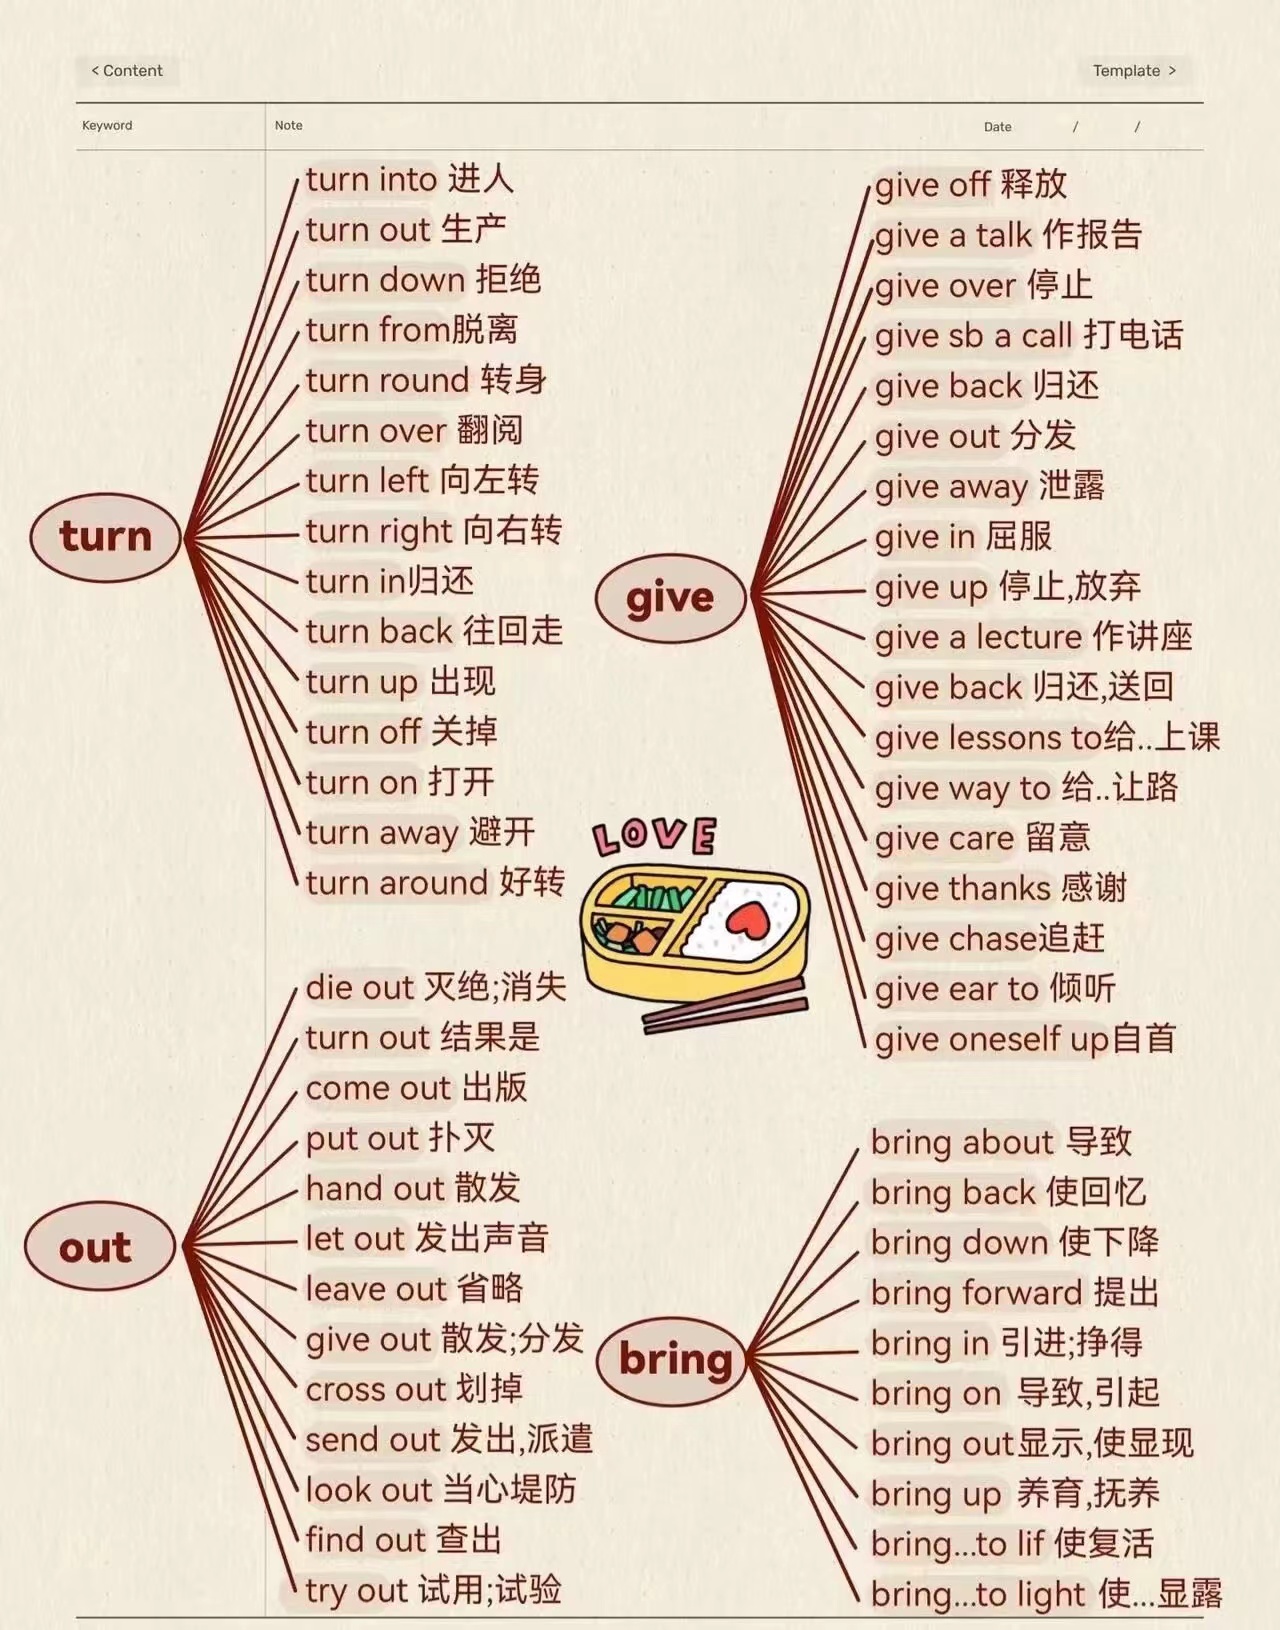 < Content
Template >
Keyword
Note
Date / /
turn
turn into 进人
turn out 生产
turn down 拒绝
turn from脱离
turn round 转身
turn over 翻阅
turn left 向左转
turn right 向右转
turn in归还
turn back 往回走
turn up 出现
turn off 关掉
turn on 打开
turn away 避开
turn around 好转
give
give off 释放
give a talk 作报告
give over 停止
give sb a call 打电话
give back 归还
give out 分发
give away 泄露
give in 屈服
give up 停止,放弃
give a lecture 作讲座
give back 归还,送回
give lessons to给..上课
give way to 给..让路
give care 留意
give thanks 感谢
give chase追赶
give ear to 倾听
give oneself up自首
LOVE
out
die out 灭绝;消失
turn out 结果是
come out 出版
put out 扑灭
hand out 散发
let out 发出声音
leave out 省略
give out 散发;分发
cross out 划掉
send out 发出,派遣
look out 当心堤防
find out 查出
try out 试用;试验
bring
bring about 导致
bring back 使回忆
bring down 使下降
bring forward 提出
bring in 引进;挣得
bring on 导致,引起
bring out显示,使显现
bring up 养育,抚养
bring...to lif 使复活
bring...to light 使...显露